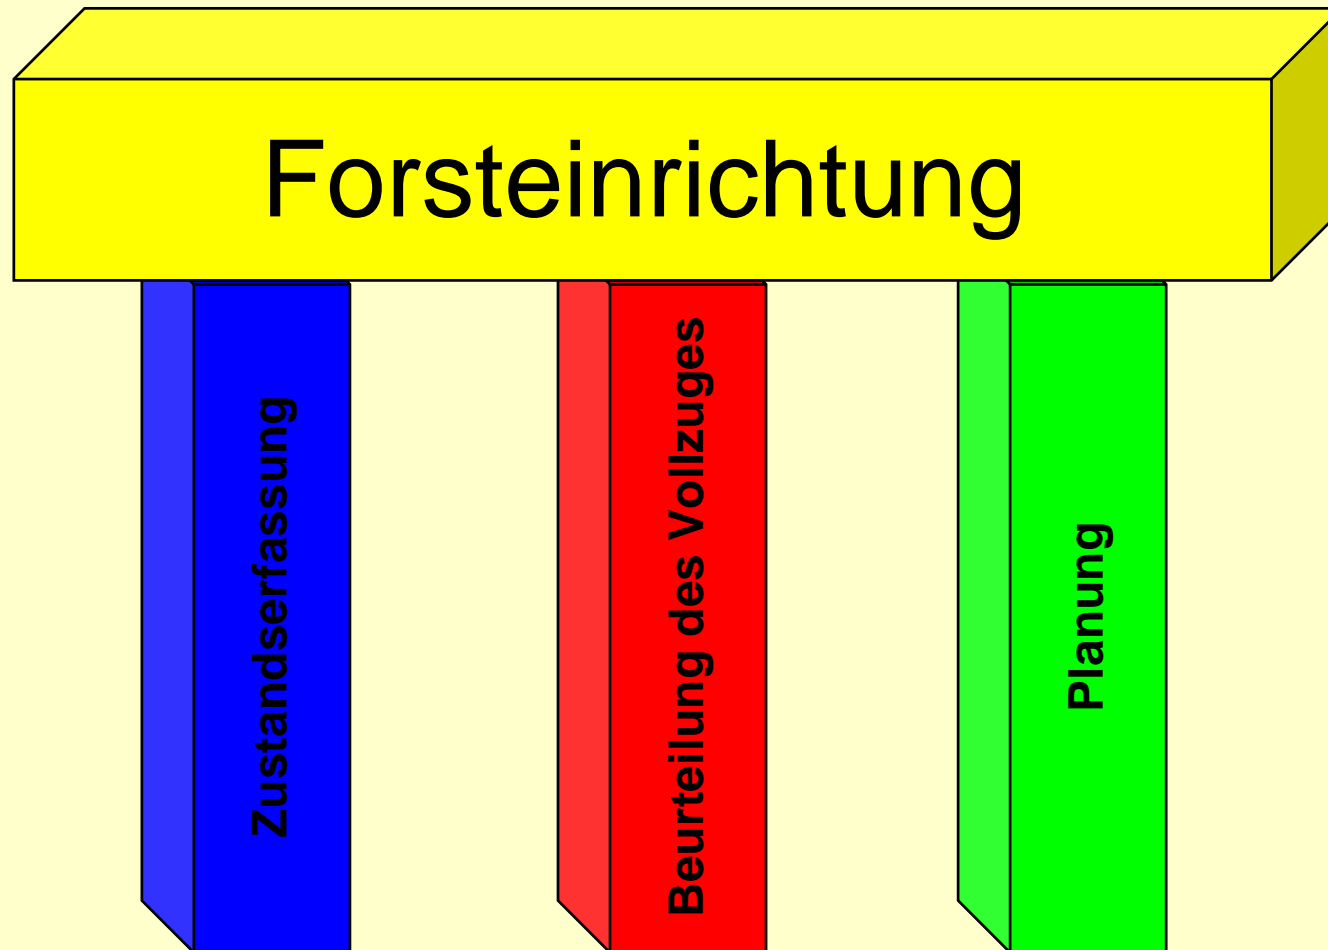 Forsteinrichtung
Zustandserfassung
Beurteilung des Vollzuges
Planung